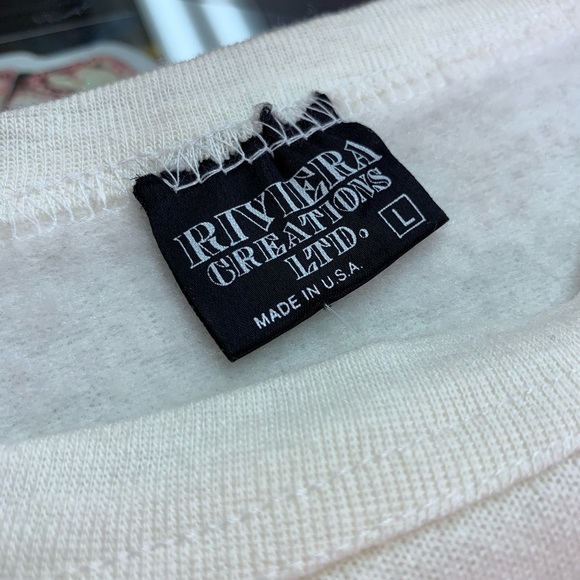 RIVIERA
CREATIONS
LTD.
L
MADE IN U.S.A.